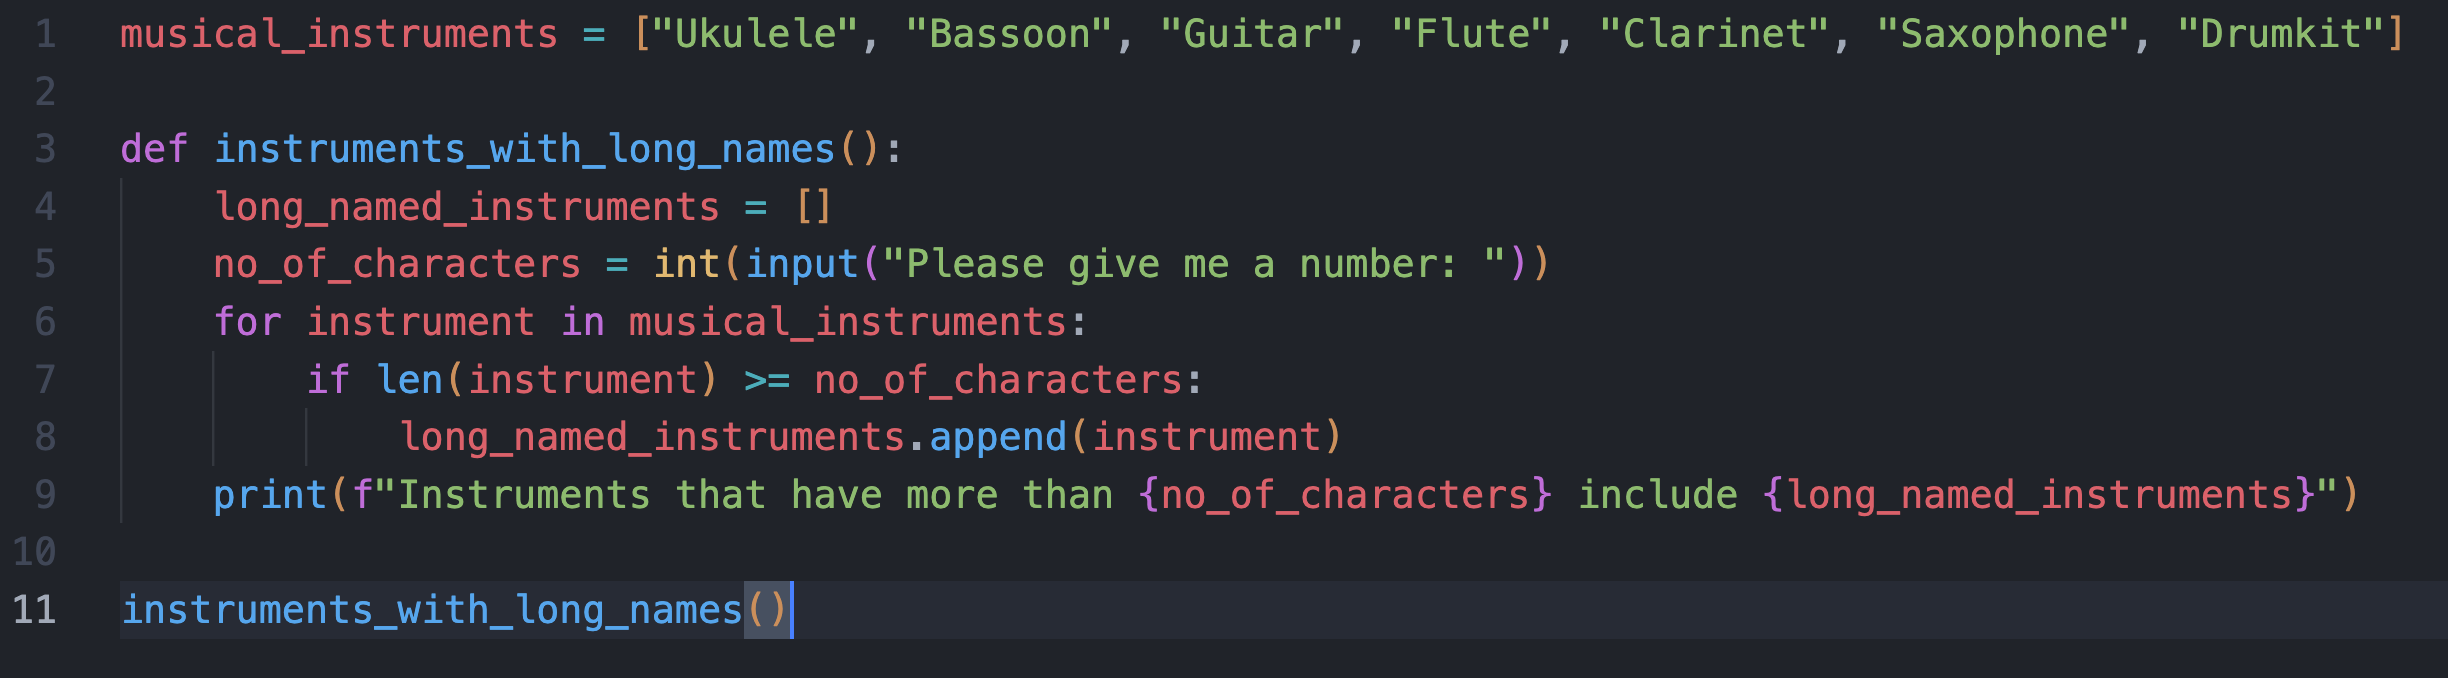 1 musical_instruments = ["Ukulele", "Bassoon", "Guitar", "Flute", "Clarinet", "Saxophone", "Drumkit"]
2
3 def instruments_with_long_names():
4     long_named_instruments = []
5     no_of_characters = int(input("Please give me a number: "))
6     for instrument in musical_instruments:
7         if len(instrument) >= no_of_characters:
8             long_named_instruments.append(instrument)
9     print(f"Instruments that have more than {no_of_characters} include {long_named_instruments}")
10
11 instruments_with_long_names()